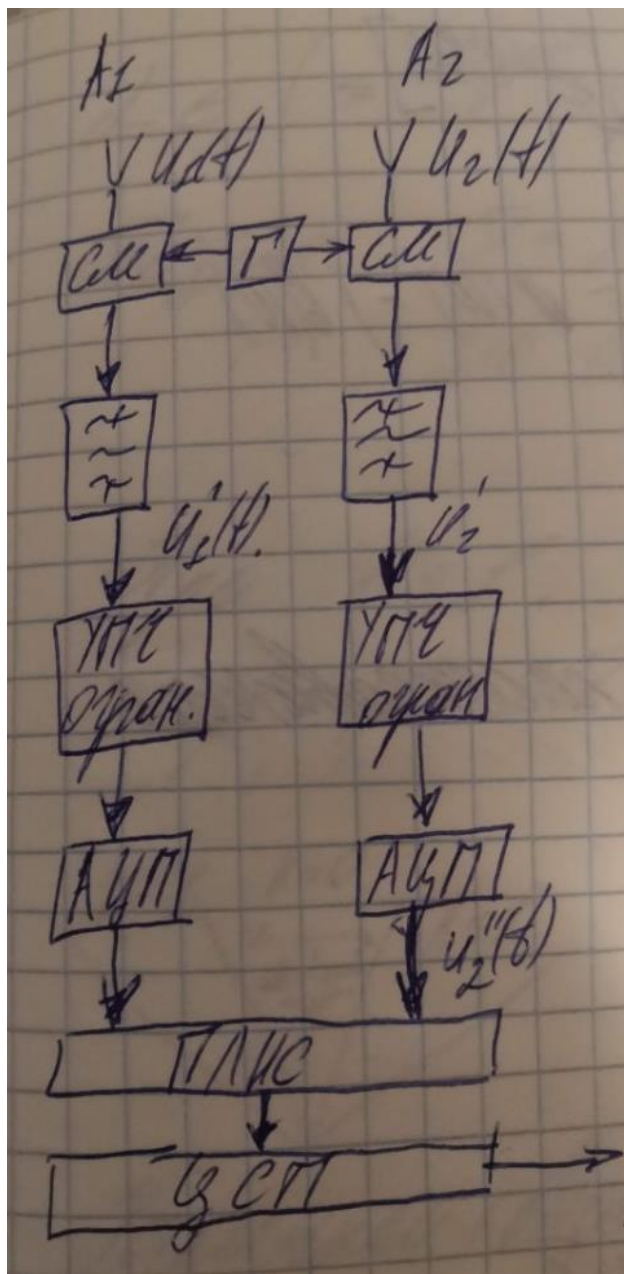 A1 A2
U1(t) U2(t)
СМ Г СМ
U1'(t). U2'
УПЧ УПЧ
огран. огран
АЦП АЦП
U2''(t)
ПЛИС
ЦСП